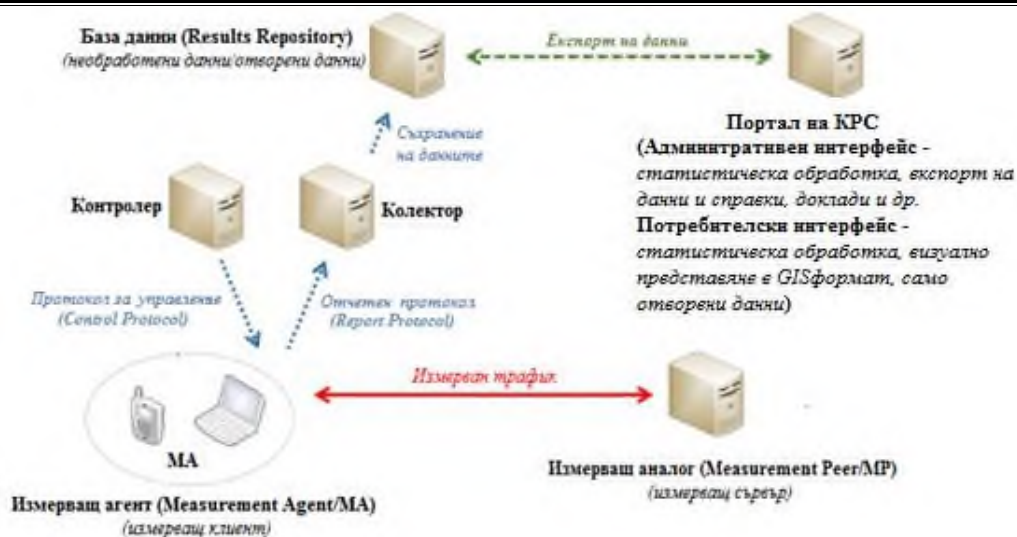 База данни (Results Repository)
(необработени данни/отворени данни)
Експорт на данни
Съхранение
на данните
Контролер
Колектор
Портал на КРС
(Админитративен интерфейс -
статистическа обработка, експорт на
данни и справки, доклади и др.
Потребителски интерфейс -
статистическа обработка, визуално
представяне в GISформат, само
отворени данни)
Протокол за управление
(Control Protocol)
Отчетен протокол
(Report Protocol)
Измерван трафик
МА
Измерващ агент (Measurement Agent/MA)
(измерващ клиент)
Измерващ аналог (Measurement Peer/MP)
(измерващ сървър)